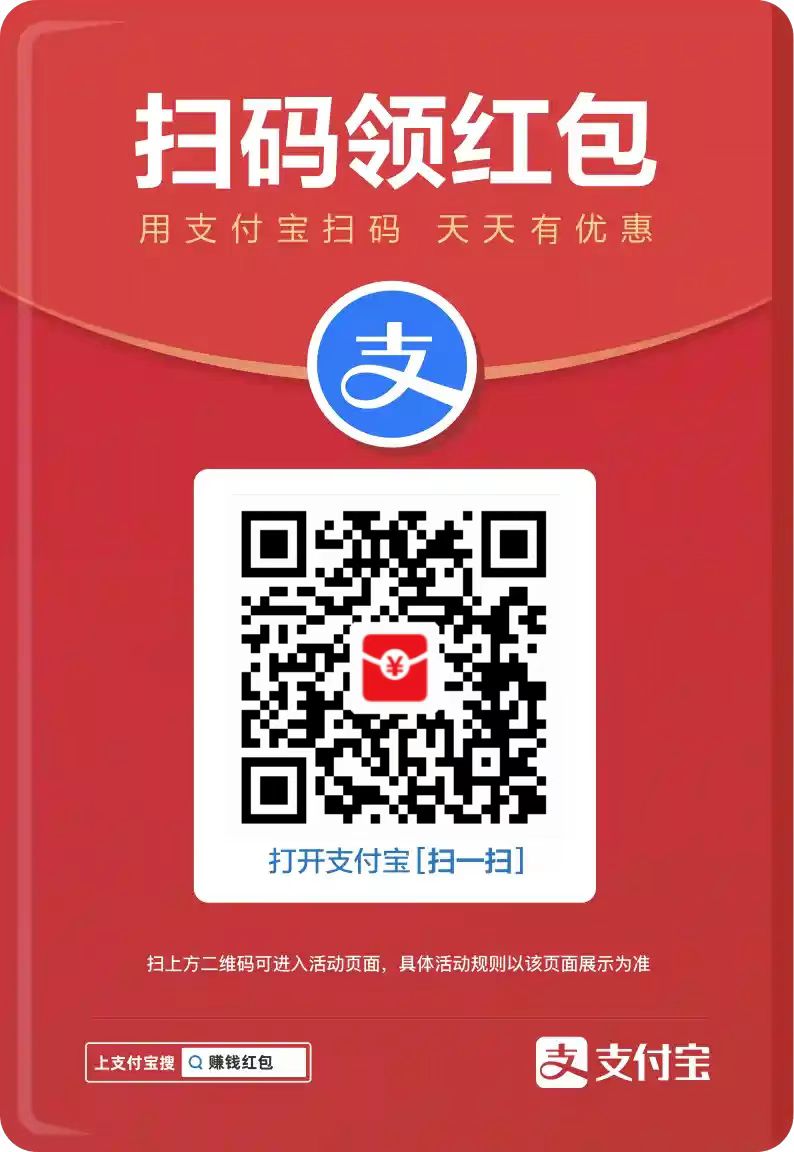 扫码领红包
用支付宝扫码 天天有优惠
支
¥
打开支付宝[扫一扫]
扫上方二维码可进入活动页面，具体活动规则以该页面展示为准
上支付宝搜 赚钱红包
支 支付宝